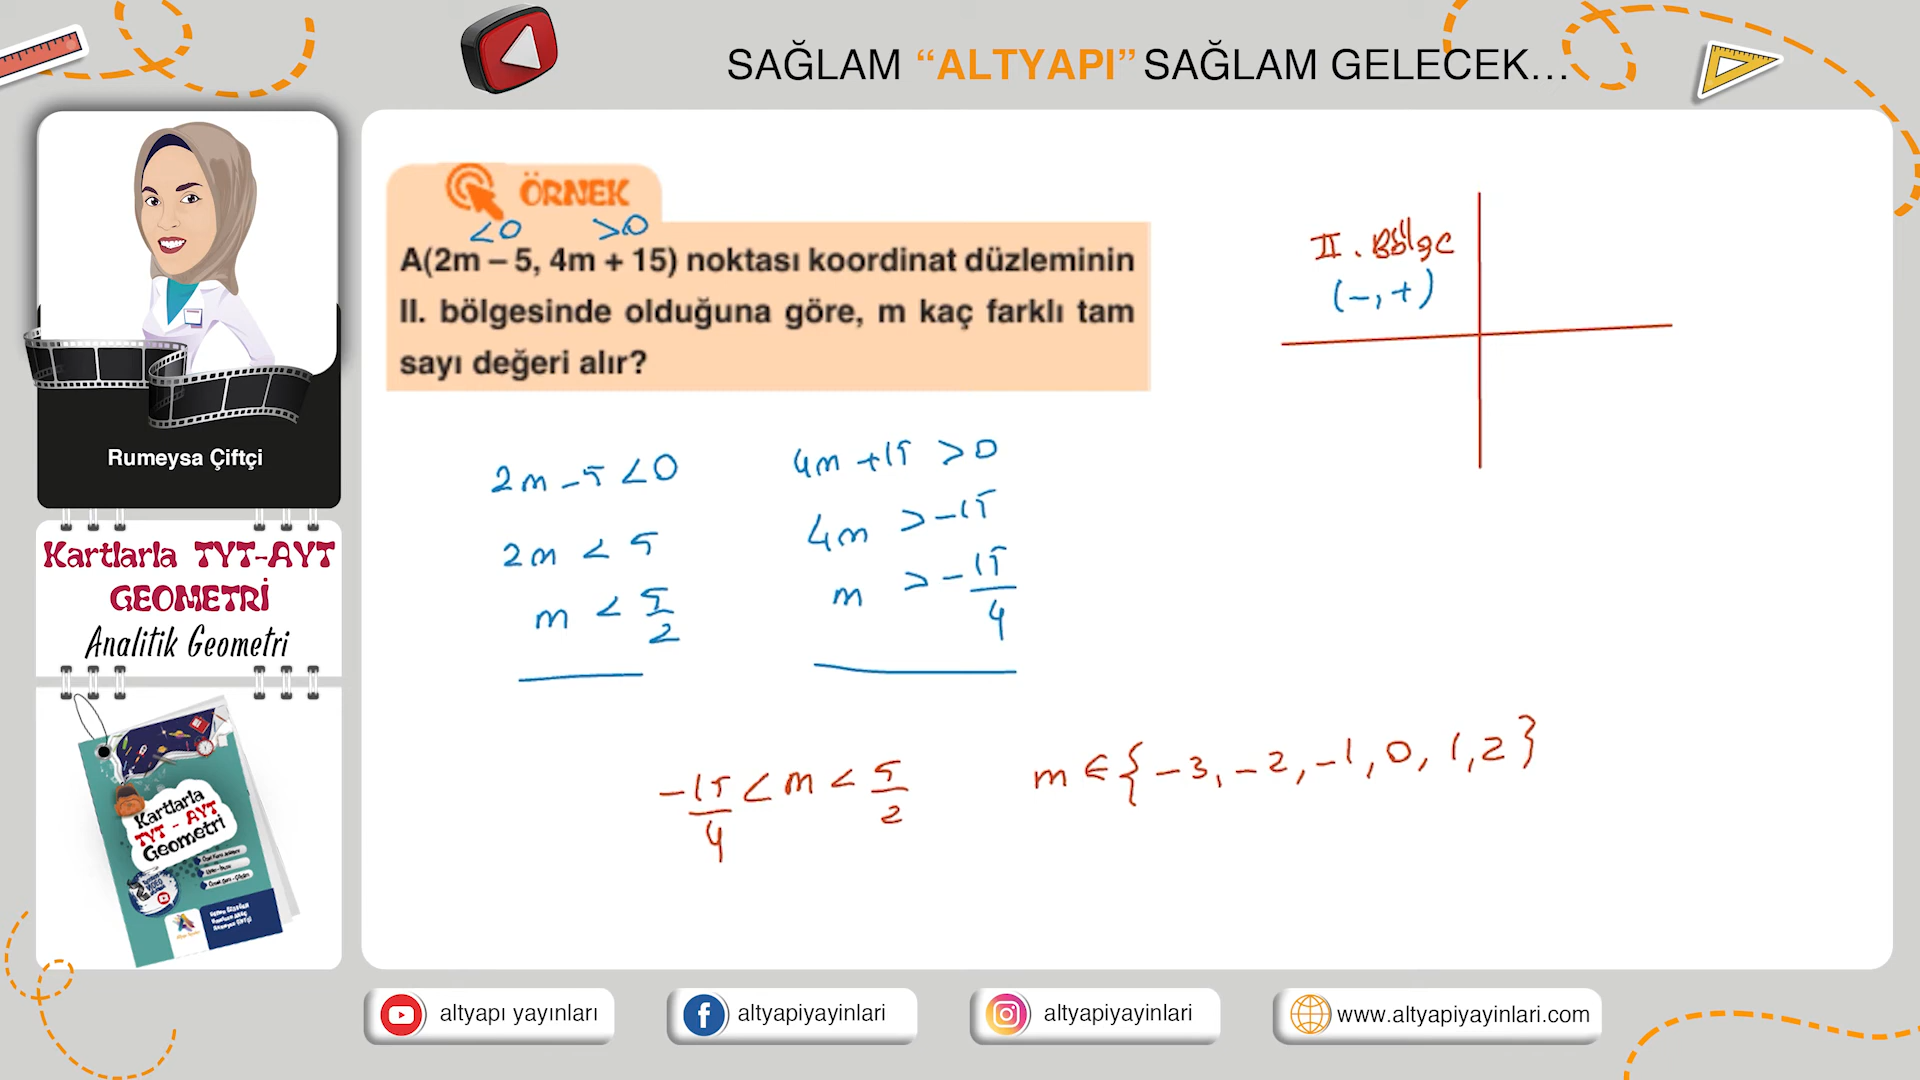 SAĞLAM “ALTYAPI” SAĞLAM GELECEK...
Rumeysa Çiftçi
Kartlarla TYT-AYT
GEOMETRİ
Analitik Geometri
Kartlarla
TYT - AYT
Geometri
ÖRNEK
<0 >0
A(2m – 5, 4m + 15) noktası koordinat düzleminin
II. bölgesinde olduğuna göre, m kaç farklı tam
sayı değeri alır?
II. Bölge
(-, +)
2m - 5 < 0
2m < 5
m < 5/2
4m + 15 > 0
4m > -15
m > -15/4
-15/4 < m < 5/2
m ∈ { -3, -2, -1, 0, 1, 2 }
altyapı yayınları
altyapiyayinlari
altyapiyayinlari
www.altyapiyayinlari.com